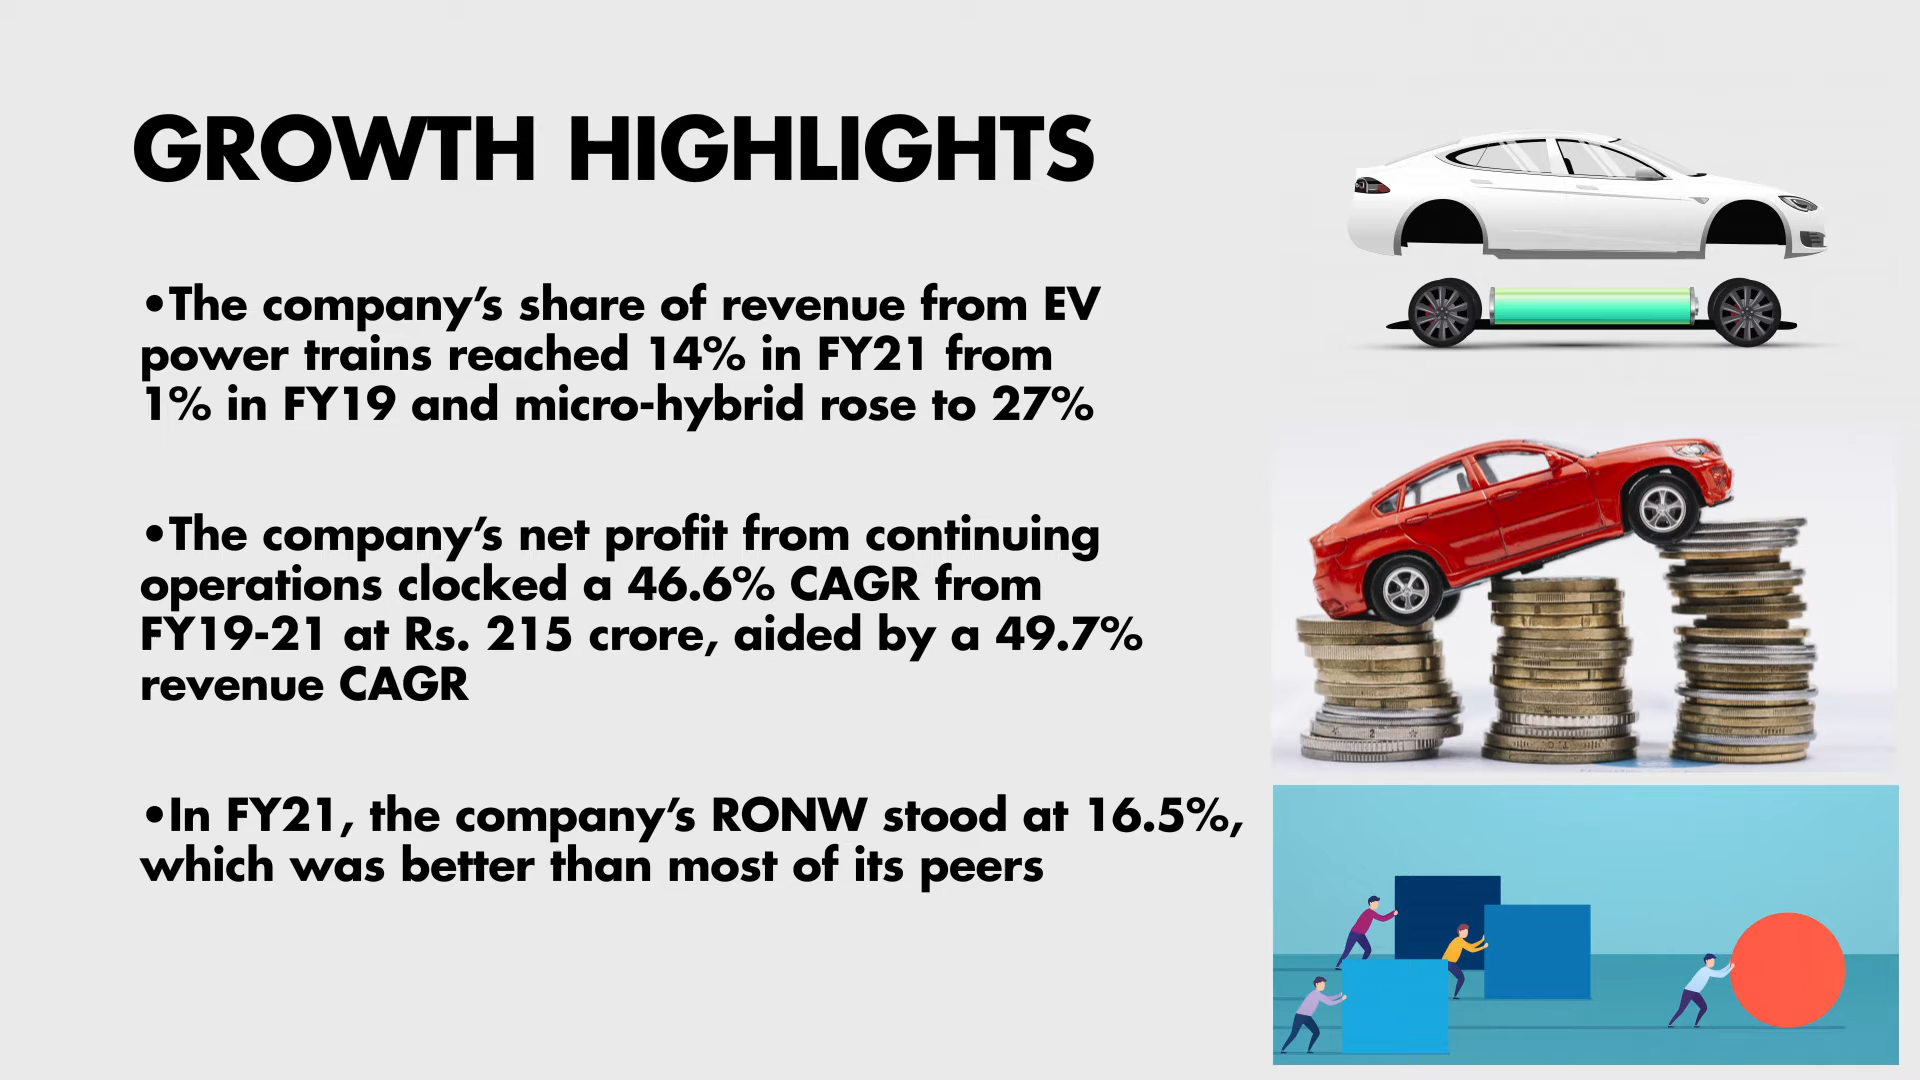 GROWTH HIGHLIGHTS
•The company’s share of revenue from EV
power trains reached 14% in FY21 from
1% in FY19 and micro-hybrid rose to 27%
•The company’s net profit from continuing
operations clocked a 46.6% CAGR from
FY19-21 at Rs. 215 crore, aided by a 49.7%
revenue CAGR
•In FY21, the company’s RONW stood at 16.5%,
which was better than most of its peers